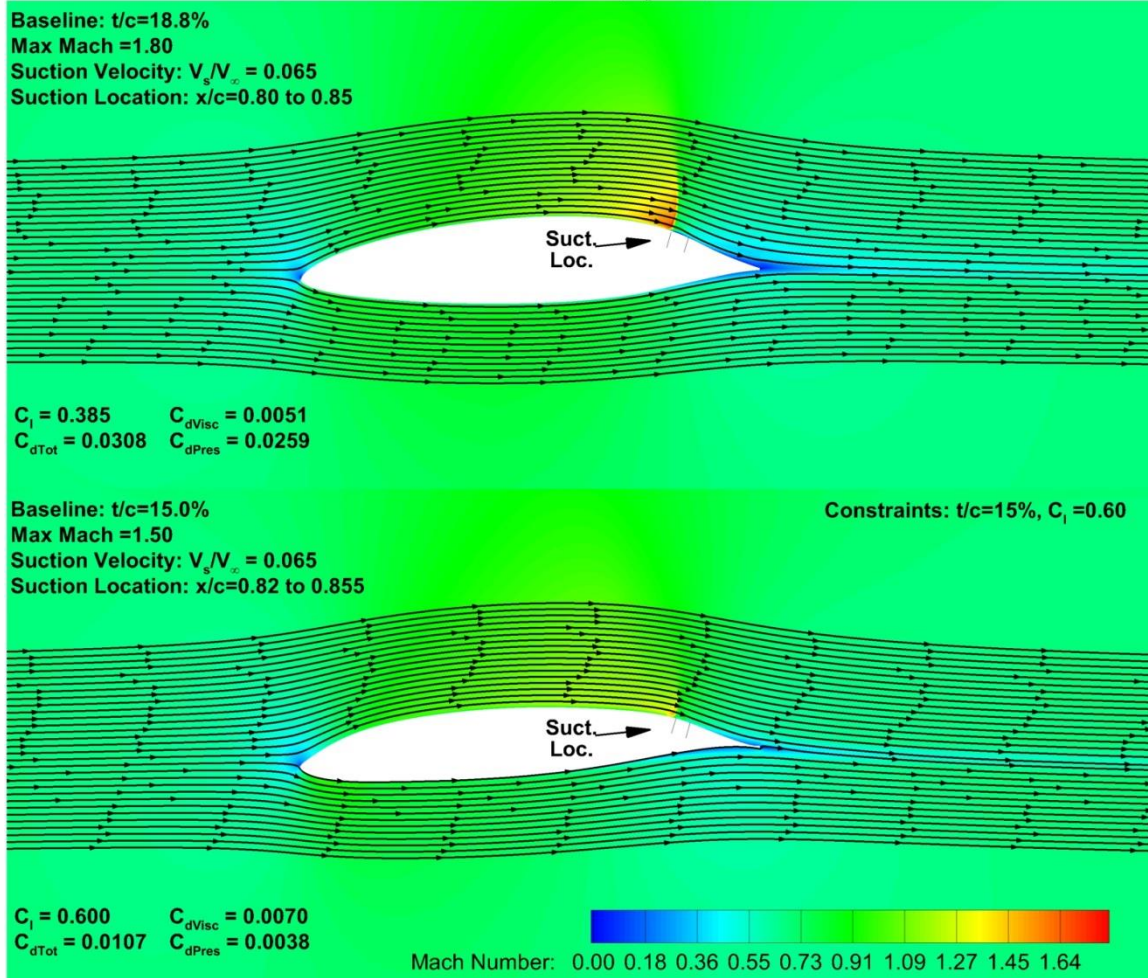 Baseline: t/c=18.8%
Max Mach =1.80
Suction Velocity: Vs/V∞ = 0.065
Suction Location: x/c=0.80 to 0.85
Suct.
Loc.
Cl = 0.385 CdVisc = 0.0051
CdTot = 0.0308 CdPres = 0.0259
Baseline: t/c=15.0% Constraints: t/c=15%, Cl =0.60
Max Mach =1.50
Suction Velocity: Vs/V∞ = 0.065
Suction Location: x/c=0.82 to 0.855
Suct.
Loc.
Cl = 0.600 CdVisc = 0.0070
CdTot = 0.0107 CdPres = 0.0038
Mach Number: 0.00 0.18 0.36 0.55 0.73 0.91 1.09 1.27 1.45 1.64